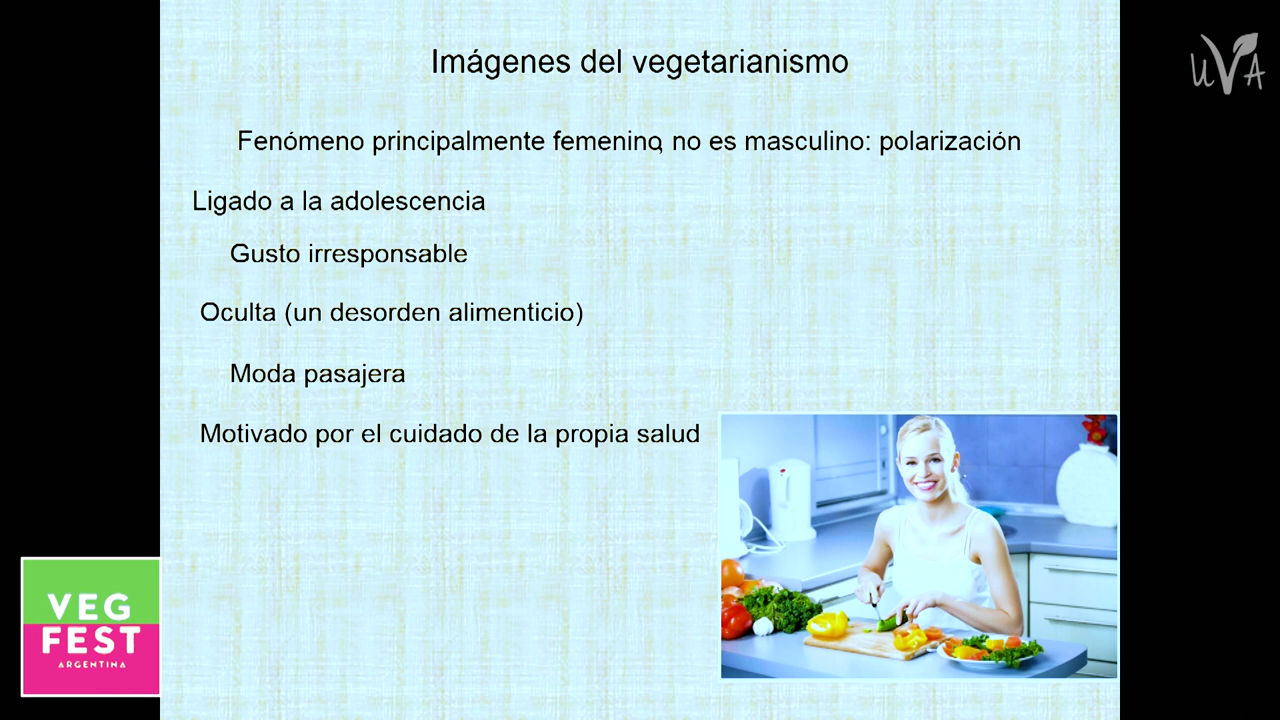 Imágenes del vegetarianismo
UVA
Fenómeno principalmente femenino, no es masculino: polarización
Ligado a la adolescencia
Gusto irresponsable
Oculta (un desorden alimenticio)
Moda pasajera
Motivado por el cuidado de la propia salud
VEG
FEST
ARGENTINA